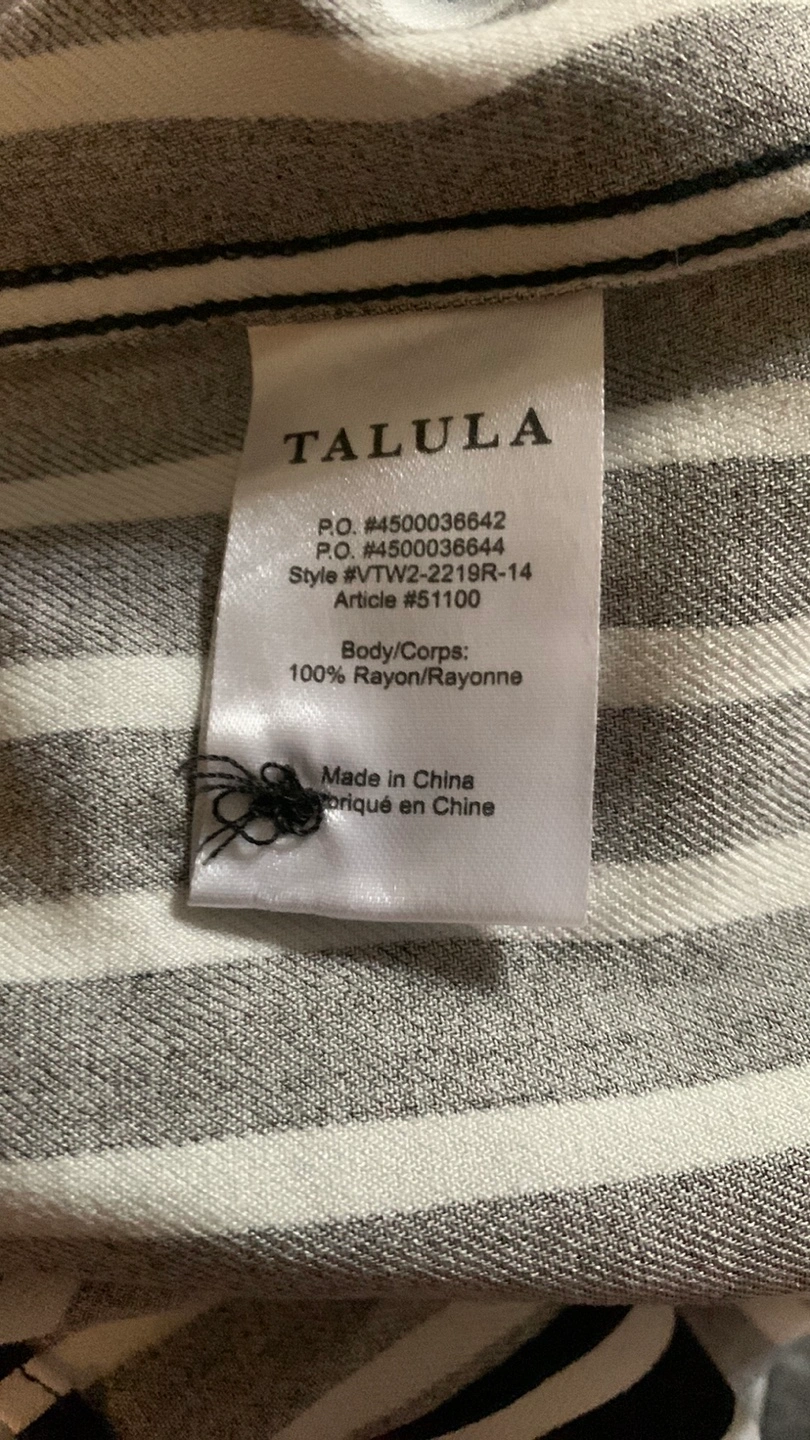 TALULA
P.O. #4500036642
P.O. #4500036644
Style #VTW2-2219R-14
Article #51100
Body/Corps:
100% Rayon/Rayonne
Made in China
en Chine